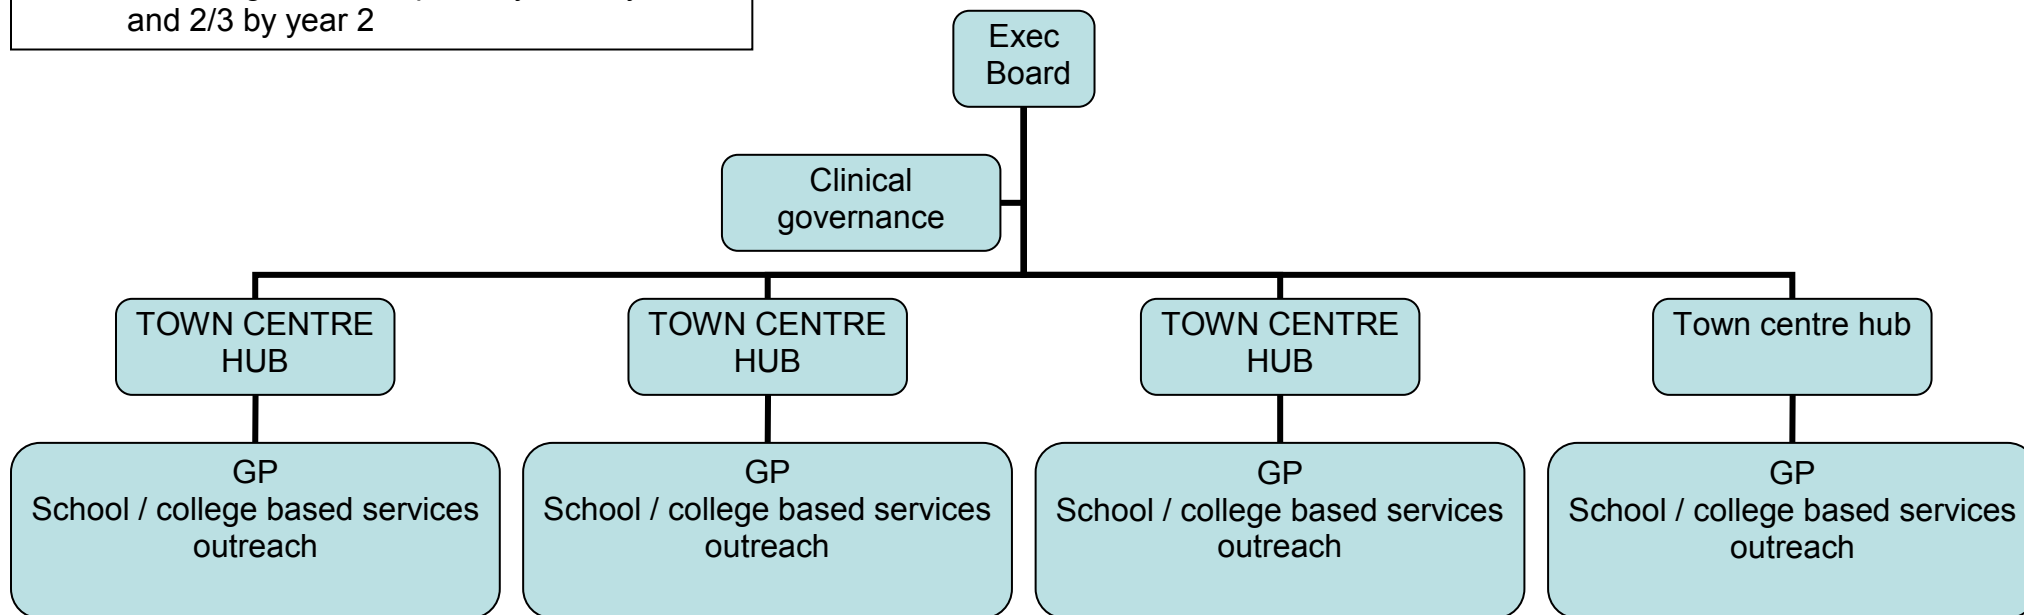 and 2/3 by year 2
Exec
Board
Clinical
governance
TOWN CENTRE
HUB
TOWN CENTRE
HUB
TOWN CENTRE
HUB
Town centre hub
GP
School / college based services
outreach
GP
School / college based services
outreach
GP
School / college based services
outreach
GP
School / college based services
outreach